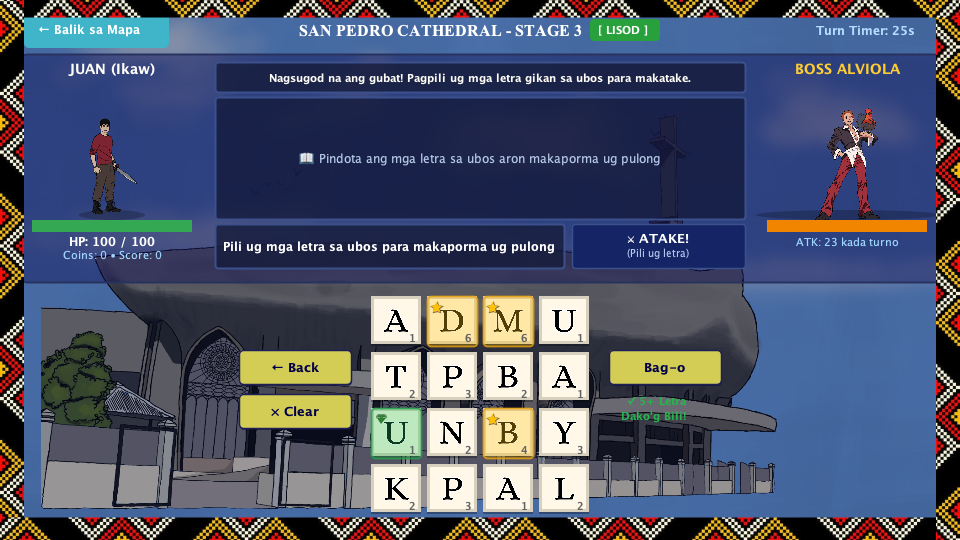 ← Balik sa Mapa
SAN PEDRO CATHEDRAL - STAGE 3 [ LISOD ]
Turn Timer: 25s
JUAN (Ikaw)
Nagsugod na ang gubat! Pagpili ug mga letra gikan sa ubos para makatake.
BOSS ALVIOLA
📖 Pindota ang mga letra sa ubos aron makaporma ug pulong
HP: 100 / 100
Coins: 0 • Score: 0
Pili ug mga letra sa ubos para makaporma ug pulong
⚔ ATAKE!
(Pili ug letra)
ATK: 23 kada turno
A 1 D 6 M 6 U 1
T 2 P 3 B 2 A 1
U 1 N 2 B 4 Y 3
K 2 P 3 A 1 L 2
← Back
× Clear
Bag-o
✓ 5+ Letra
Dako'g Bili!